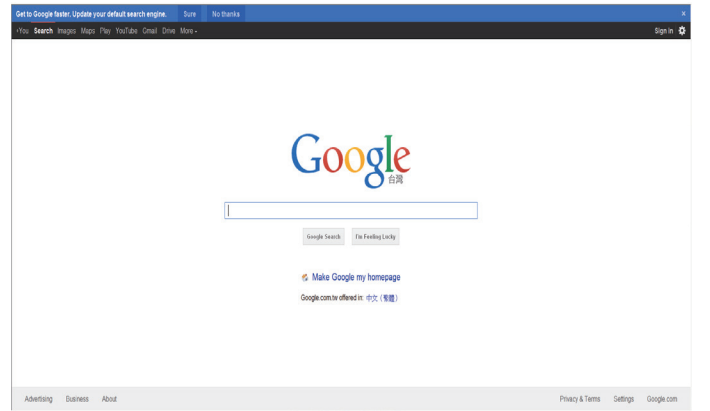 Get to Google faster. Update your default search engine. Sure No thanks ×
+You Search Images Maps Play YouTube Gmail Drive More Sign in
Google
台灣
Google Search I'm Feeling Lucky
Make Google my homepage
Google.com.tw offered in: 中文（繁體）
Advertising Business About Privacy & Terms Settings Google.com